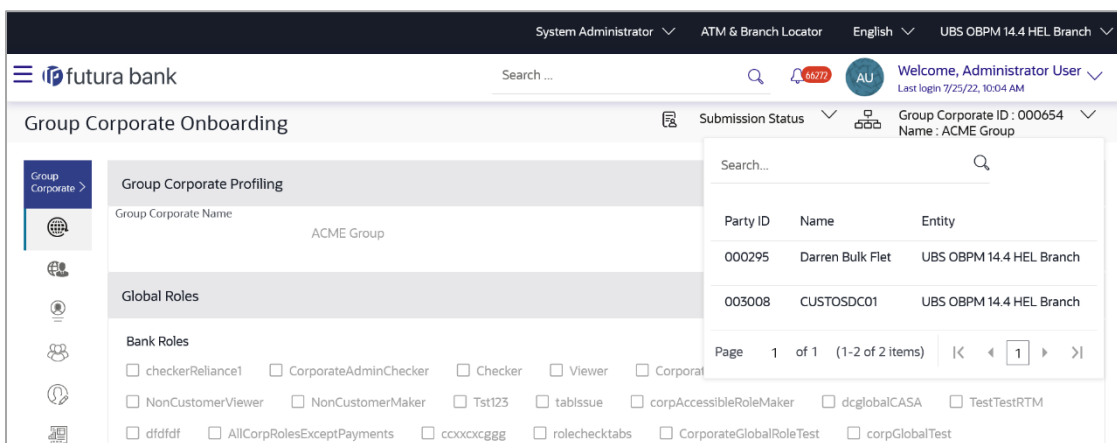 System Administrator ATM & Branch Locator English UBS OBPM 14.4 HEL Branch
futura bank Search ... 66272 AU Welcome, Administrator User
Last login 7/25/22, 10:04 AM
Group Corporate Onboarding Submission Status Group Corporate ID : 000654
Name : ACME Group
Group
Corporate >
Group Corporate Profiling
Group Corporate Name
ACME Group
Global Roles
Bank Roles
checkerReliance1 CorporateAdminChecker Checker Viewer Corporat
NonCustomerViewer NonCustomerMaker Tst123 tabIssue corpAccessibleRoleMaker dcglobalCASA TestTestRTM
dfdfdf AllCorpRolesExceptPayments ccxxcxcggg rolechecktabs CorporateGlobalRoleTest corpGlobalTest
Search...
Party ID Name Entity
000295 Darren Bulk Flet UBS OBPM 14.4 HEL Branch
003008 CUSTOSDC01 UBS OBPM 14.4 HEL Branch
Page 1 of 1 (1-2 of 2 items) 1